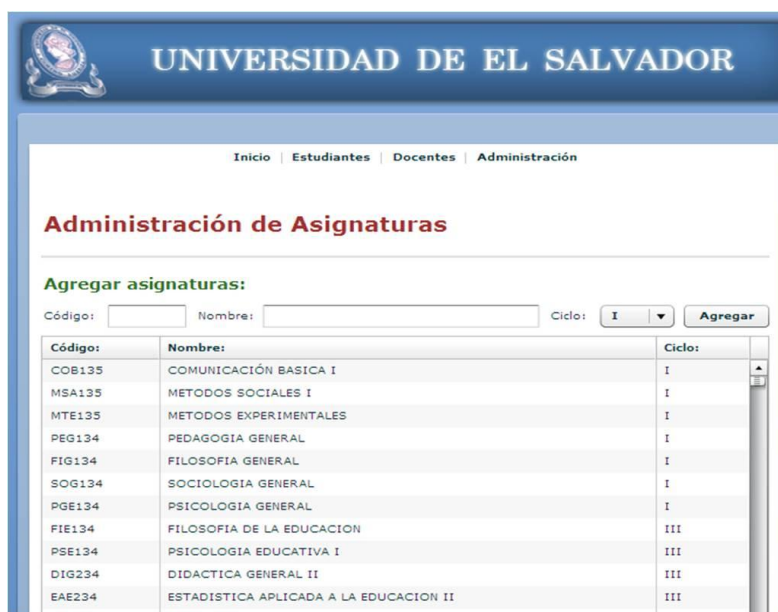 UNIVERSIDAD DE EL SALVADOR
Inicio | Estudiantes | Docentes | Administración
Administración de Asignaturas
Agregar asignaturas:
Código: Nombre: Ciclo: I Agregar
Código: Nombre: Ciclo:
COB135 COMUNICACIÓN BASICA I I
MSA135 METODOS SOCIALES I I
MTE135 METODOS EXPERIMENTALES I
PEG134 PEDAGOGIA GENERAL I
FIG134 FILOSOFIA GENERAL I
SOG134 SOCIOLOGIA GENERAL I
PGE134 PSICOLOGIA GENERAL I
FIE134 FILOSOFIA DE LA EDUCACION III
PSE134 PSICOLOGIA EDUCATIVA I III
DIG234 DIDACTICA GENERAL II III
EAE234 ESTADISTICA APLICADA A LA EDUCACION II III